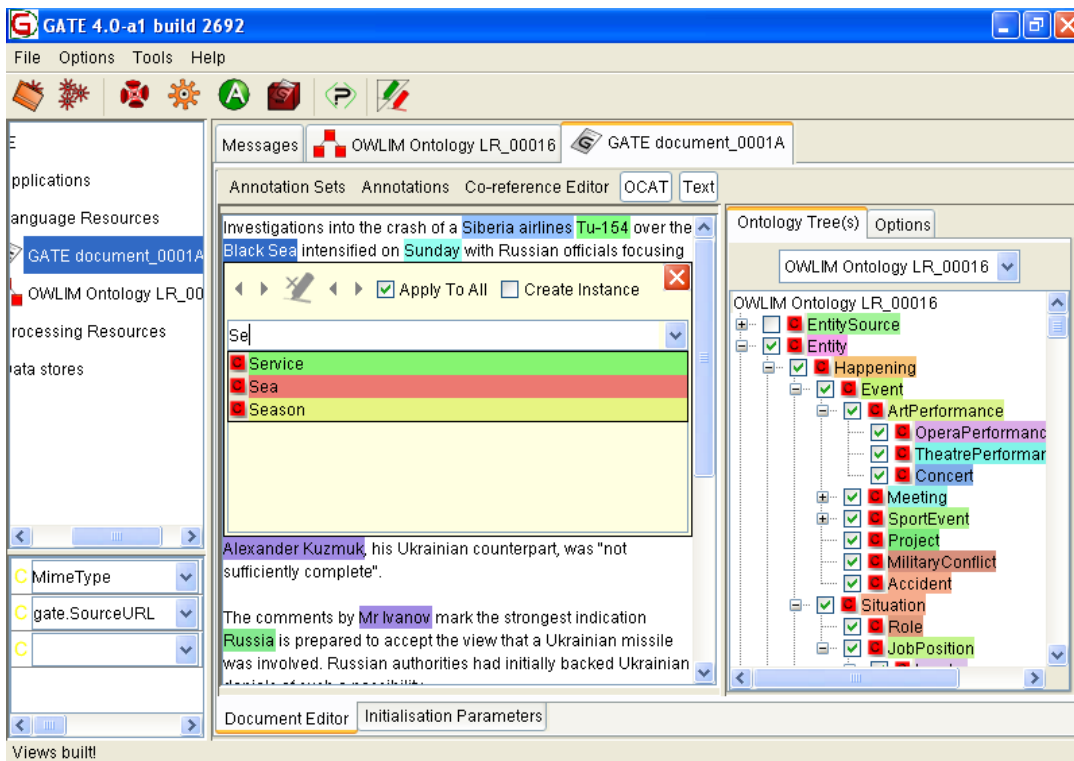 GATE 4.0-a1 build 2692
File Options Tools Help
Messages OWLIM Ontology LR_00016 GATE document_0001A
pplications
anguage Resources
GATE document_0001A
OWLIM Ontology LR_00
rocessing Resources
ata stores
MimeType
gate.SourceURL
Annotation Sets Annotations Co-reference Editor OCAT Text
Investigations into the crash of a Siberia airlines Tu-154 over the
Black Sea intensified on Sunday with Russian officials focusing
Apply To All Create Instance
Se
C Service
C Sea
C Season
Alexander Kuzmuk, his Ukrainian counterpart, was "not
sufficiently complete".
The comments by Mr Ivanov mark the strongest indication
Russia is prepared to accept the view that a Ukrainian missile
was involved. Russian authorities had initially backed Ukrainian
Ontology Tree(s) Options
OWLIM Ontology LR_00016
OWLIM Ontology LR_00016
C EntitySource
C Entity
C Happening
C Event
C ArtPerformance
C OperaPerformanc
C TheatrePerformar
C Concert
C Meeting
C SportEvent
C Project
C MilitaryConflict
C Accident
C Situation
C Role
C JobPosition
Document Editor Initialisation Parameters
Views built!